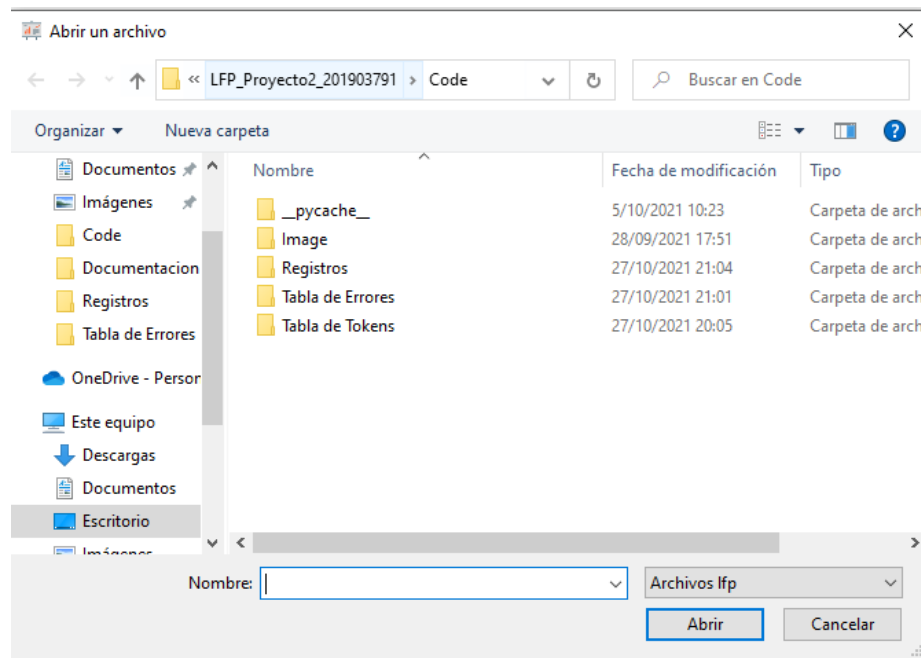 Abrir un archivo
« LFP_Proyecto2_201903791 > Code
Buscar en Code
Organizar
Nueva carpeta
Documentos
Imágenes
Code
Documentacion
Registros
Tabla de Errores
OneDrive - Person
Este equipo
Descargas
Documentos
Escritorio
Imágenes
Nombre Fecha de modificación Tipo
__pycache__ 5/10/2021 10:23 Carpeta de arch
Image 28/09/2021 17:51 Carpeta de arch
Registros 27/10/2021 21:04 Carpeta de arch
Tabla de Errores 27/10/2021 21:01 Carpeta de arch
Tabla de Tokens 27/10/2021 20:05 Carpeta de arch
Nombre:
Archivos lfp
Abrir
Cancelar